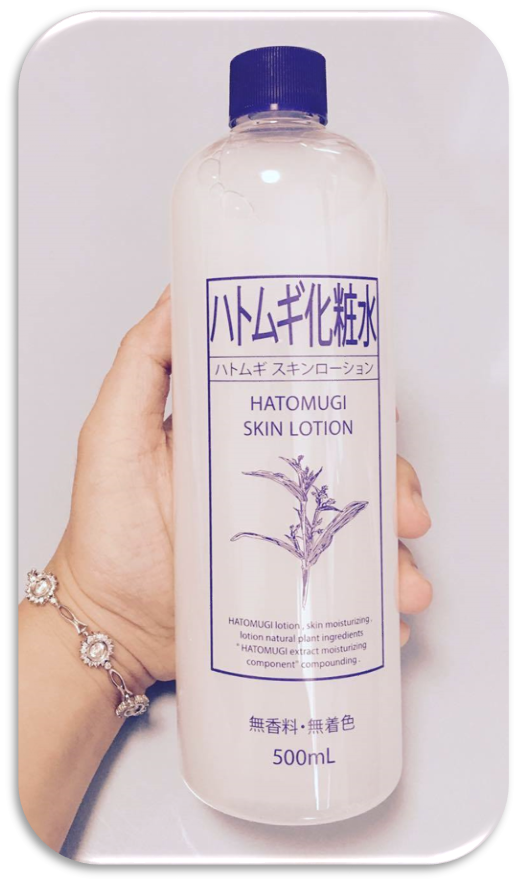 ハトムギ化粧水
ハトムギ スキンローション
HATOMUGI
SKIN LOTION
HATOMUGI lotion, skin moisturizing.
lotion natural plant ingredients
" HATOMUGI extract moisturizing
component" compounding.
無香料・無着色
500mL